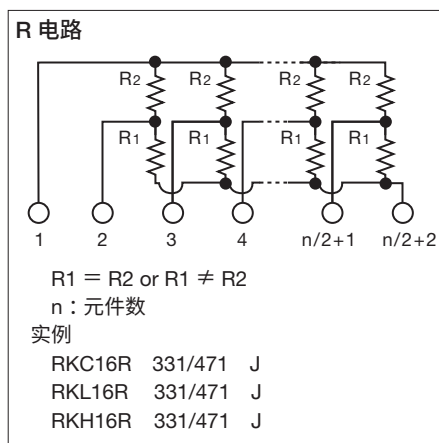 R 电路
R2 R2 R2 R2
R1 R1 R1 R1
1 2 3 4 n/2+1 n/2+2
R1 = R2 or R1 ≠ R2
n：元件数
实例
RKC16R 331/471 J
RKL16R 331/471 J
RKH16R 331/471 J